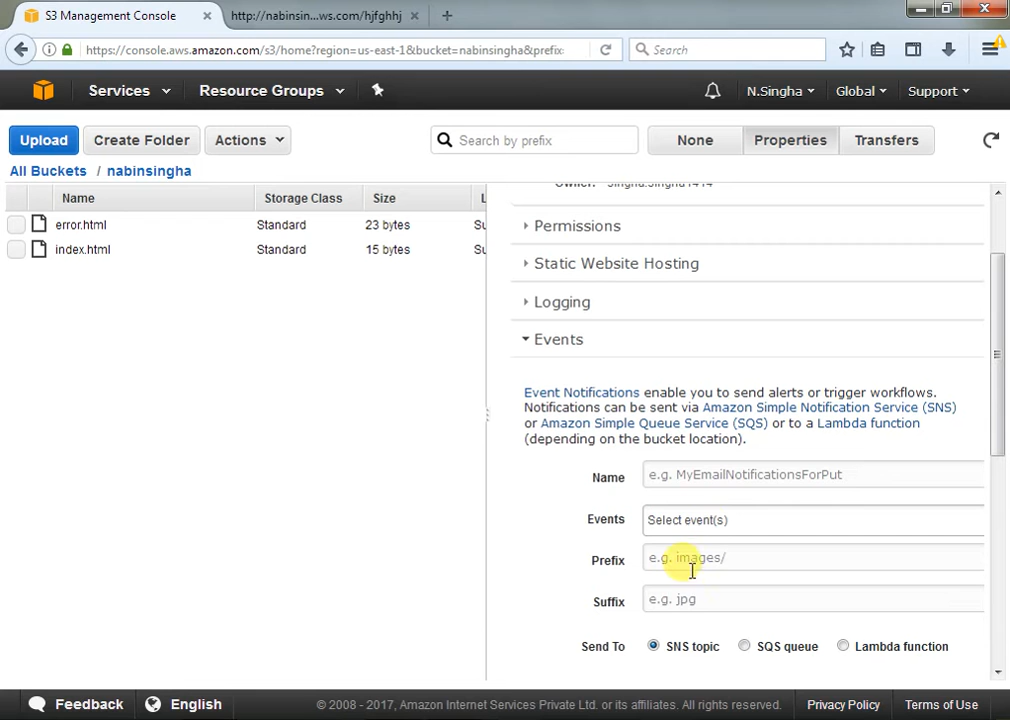 S3 Management Console
http://nabinsin...ws.com/hjfghhj
https://console.aws.amazon.com/s3/home?region=us-east-1&bucket=nabinsingha&prefix:
Search
Services
Resource Groups
N.Singha
Global
Support
Upload
Create Folder
Actions
Search by prefix
None
Properties
Transfers
All Buckets / nabinsingha
Name
Storage Class
Size
L
error.html
Standard
23 bytes
Su
index.html
Standard
15 bytes
Su
Permissions
Static Website Hosting
Logging
Events
Event Notifications enable you to send alerts or trigger workflows.
Notifications can be sent via Amazon Simple Notification Service (SNS)
or Amazon Simple Queue Service (SQS) or to a Lambda function
(depending on the bucket location).
Name
e.g. MyEmailNotificationsForPut
Events
Select event(s)
Prefix
e.g. images/
Suffix
e.g. jpg
Send To
SNS topic
SQS queue
Lambda function
Feedback
English
© 2008 - 2017, Amazon Internet Services Private Ltd. or its affiliates. All rights reserved.
Privacy Policy
Terms of Use